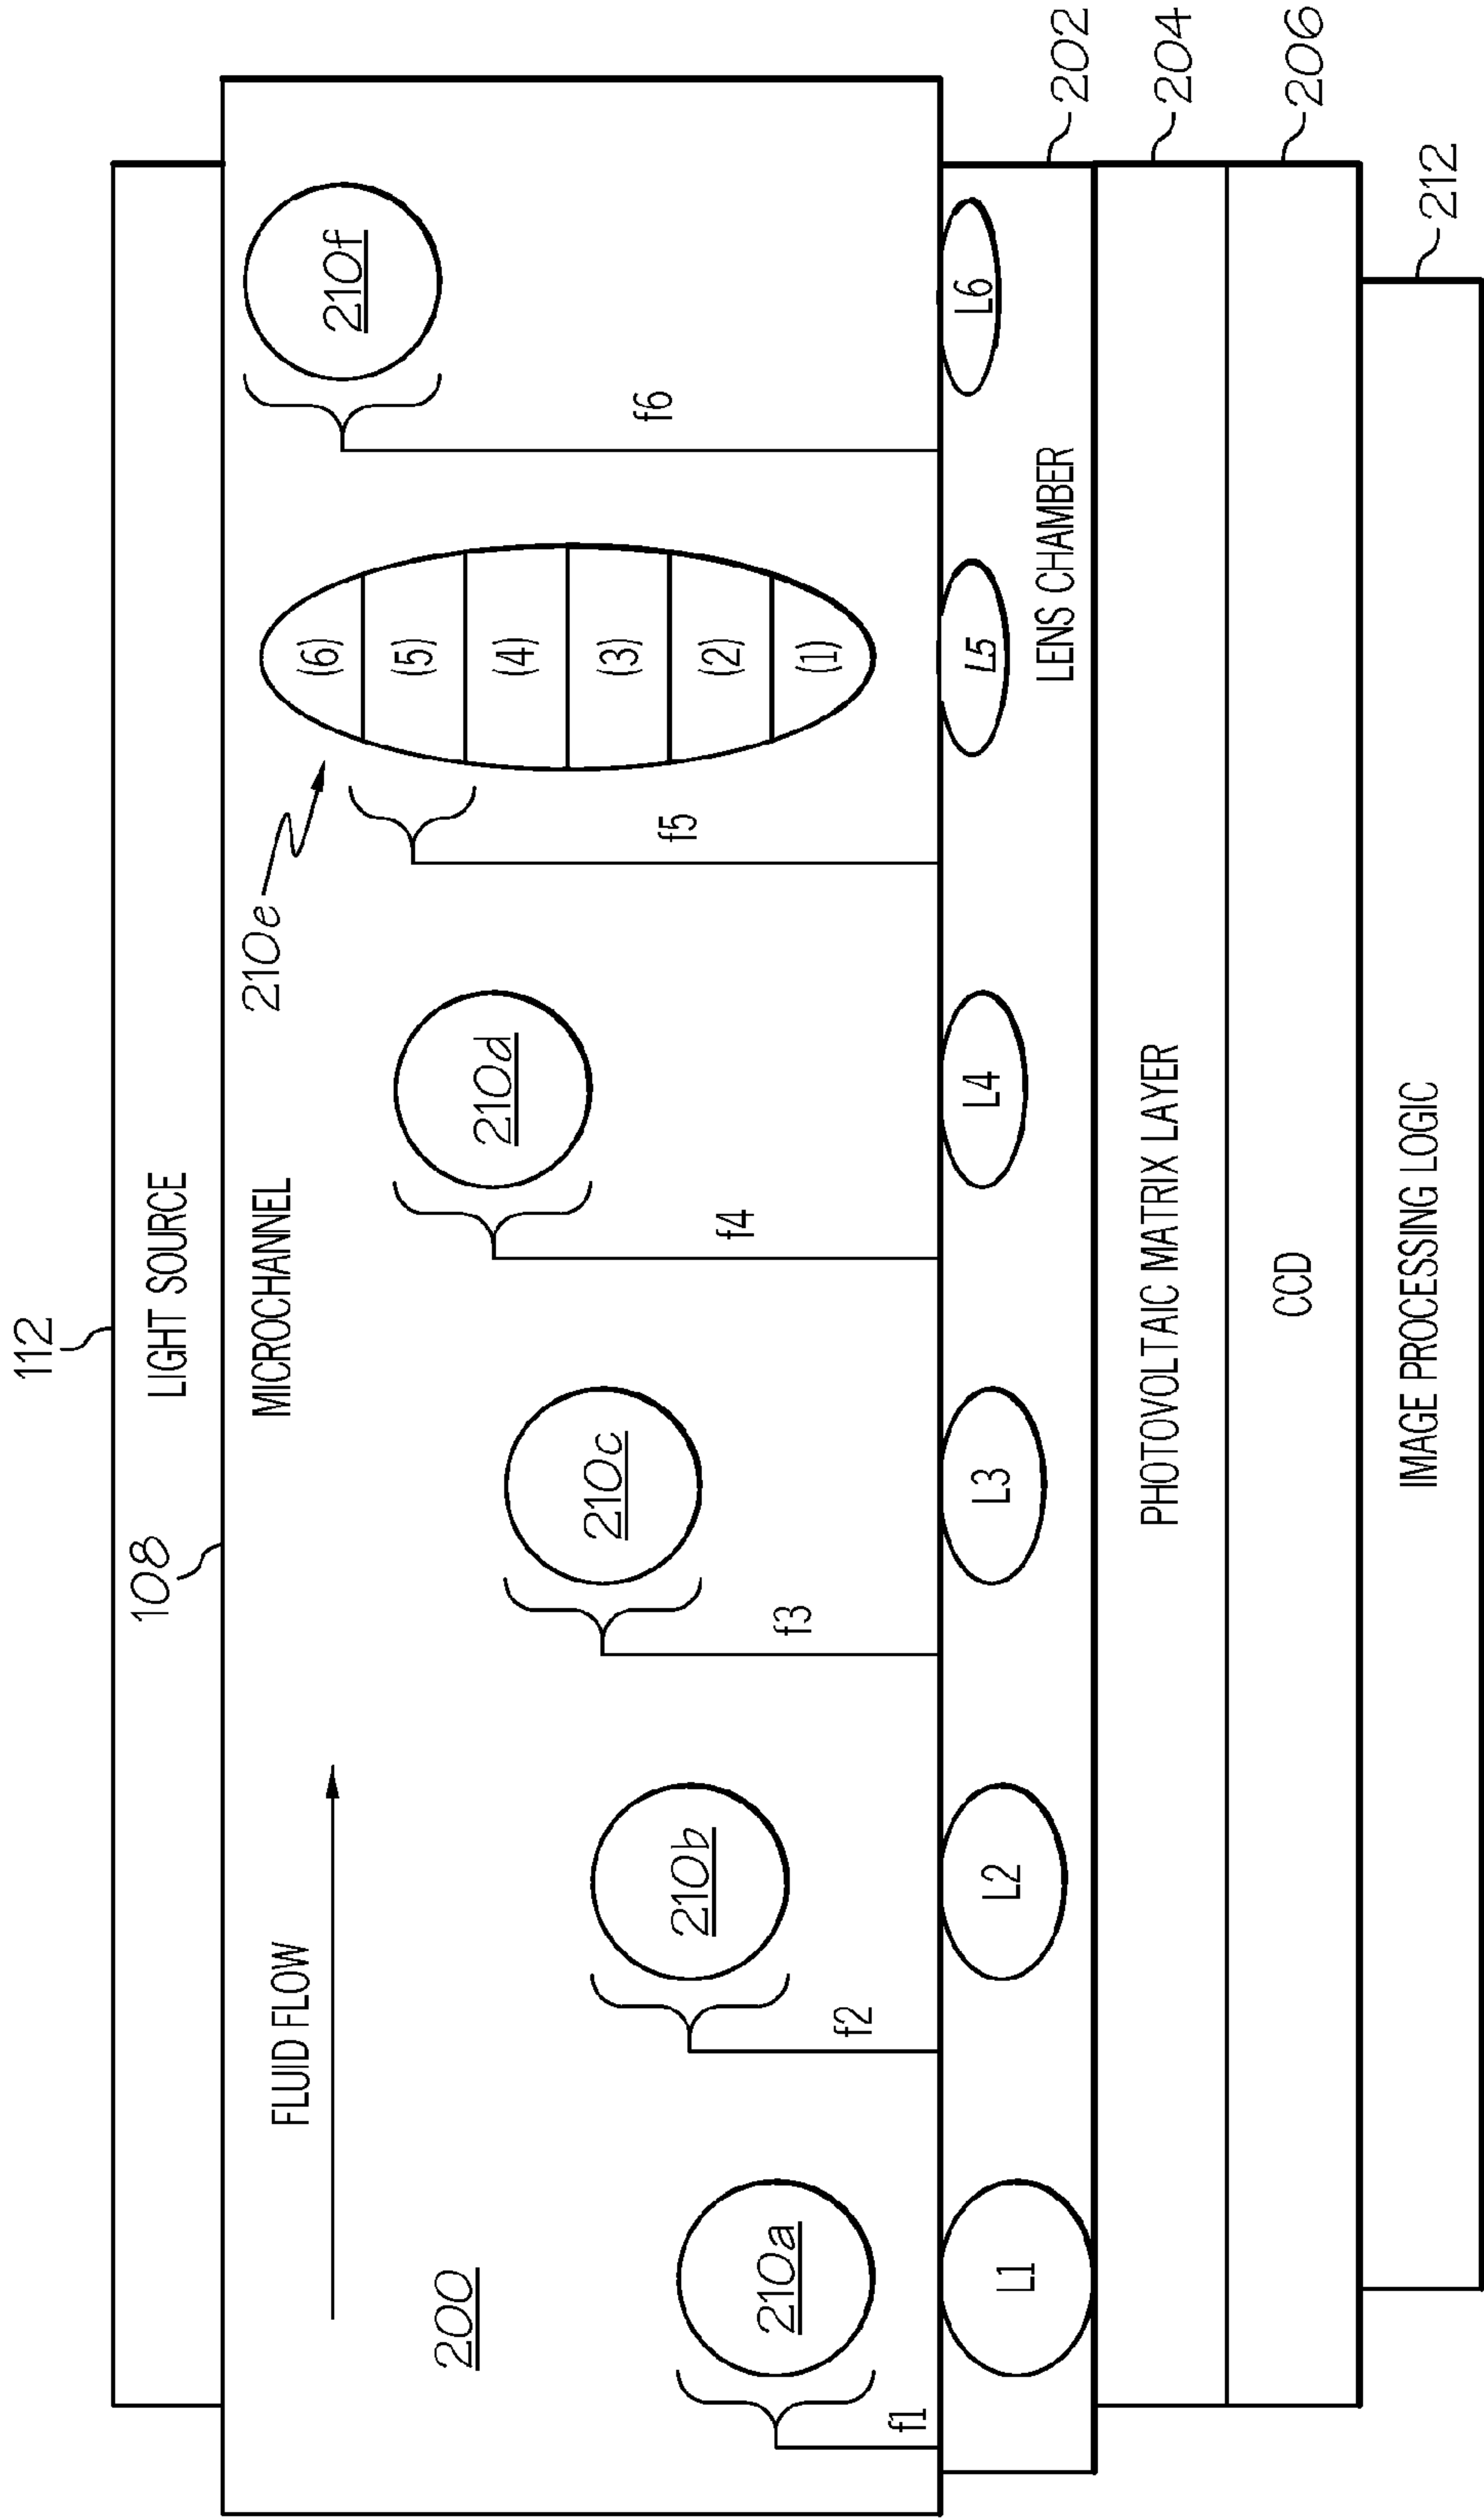 112
LIGHT SOURCE
108
MICROCHANNEL
FLUID FLOW
200
210a
210b
210c
210d
210e
(6)
(5)
(4)
(3)
(2)
(1)
210f
f1
f2
f3
f4
f5
f6
L1
L2
L3
L4
L5
L6
LENS CHAMBER
202
PHOTOVOLTAIC MATRIX LAYER
204
CCD
206
IMAGE PROCESSING LOGIC
212